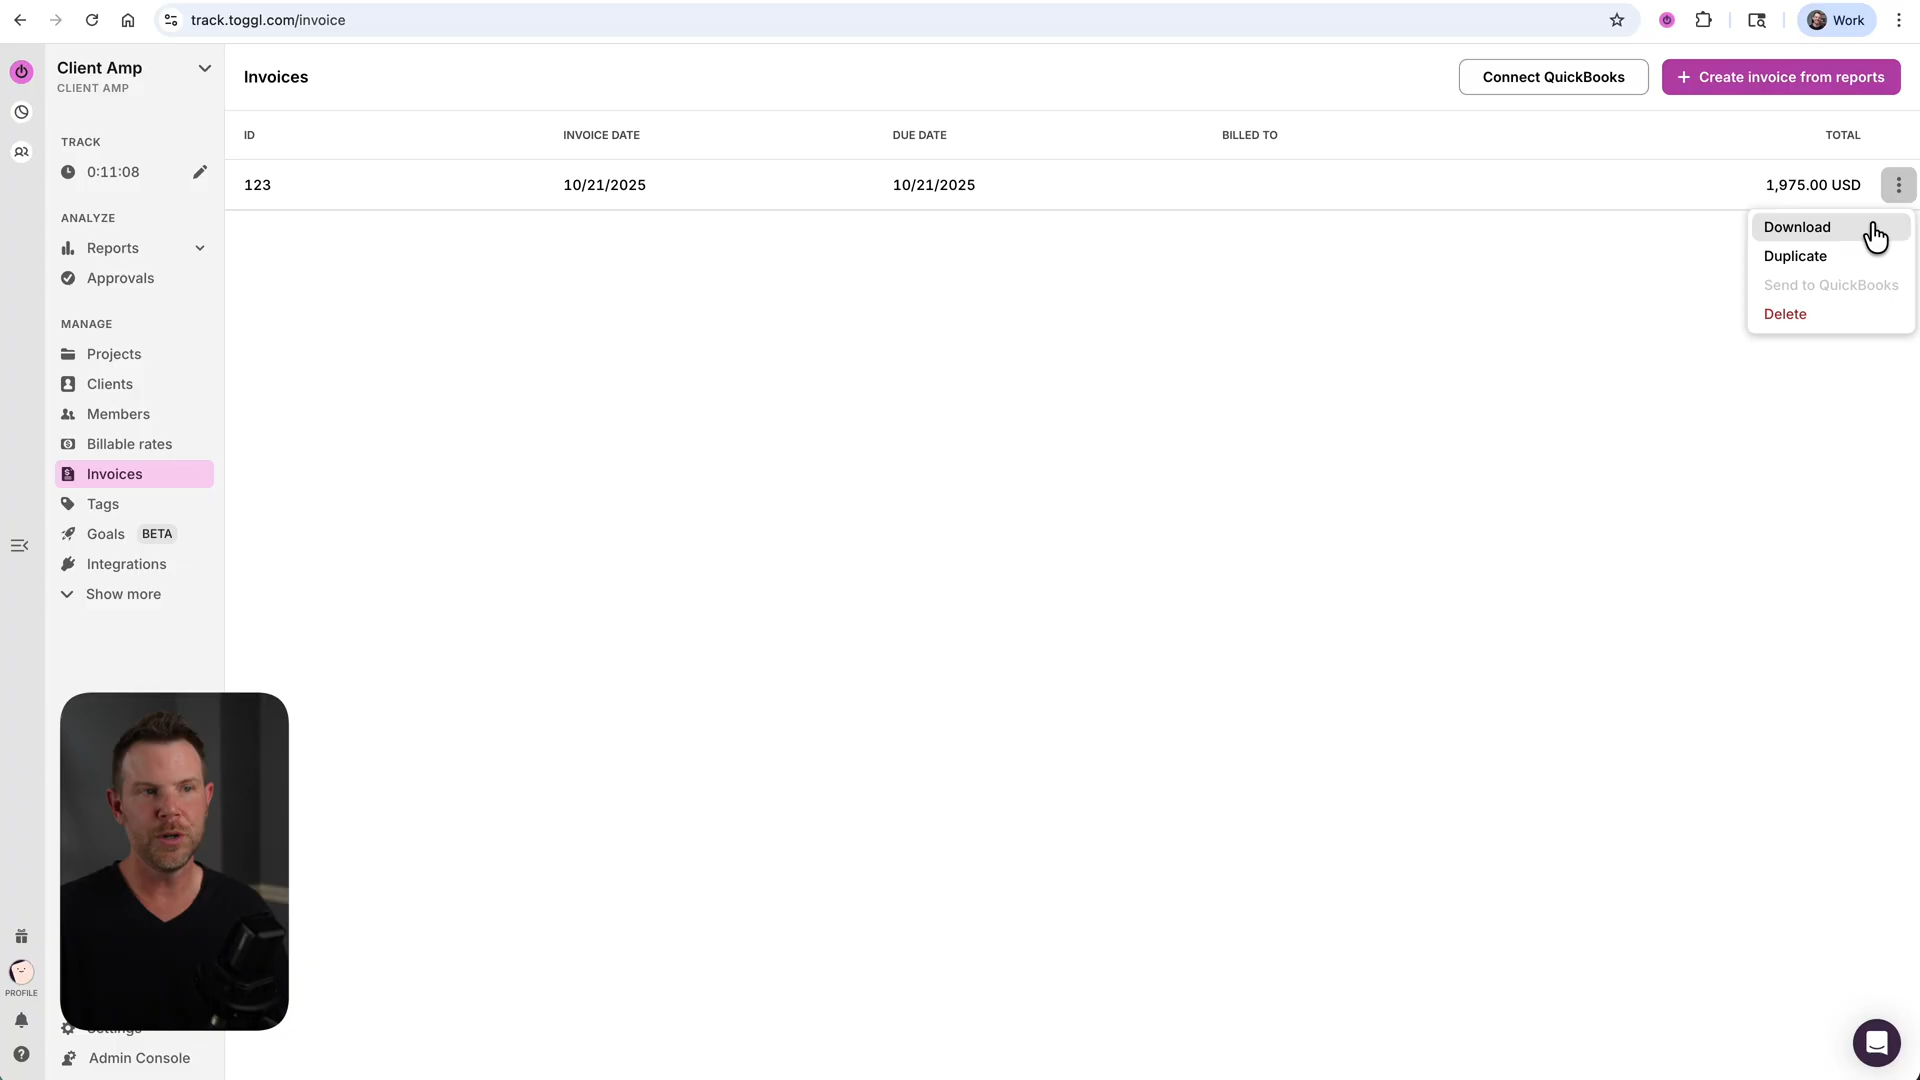 track.toggl.com/invoice
Work
Client Amp
CLIENT AMP
Invoices
Connect QuickBooks
+ Create invoice from reports
TRACK
0:11:08
ANALYZE
Reports
Approvals
MANAGE
Projects
Clients
Members
Billable rates
Invoices
Tags
Goals BETA
Integrations
Show more
ID INVOICE DATE DUE DATE BILLED TO TOTAL
123 10/21/2025 10/21/2025 1,975.00 USD
Download
Duplicate
Send to QuickBooks
Delete
PROFILE
Settings
Admin Console